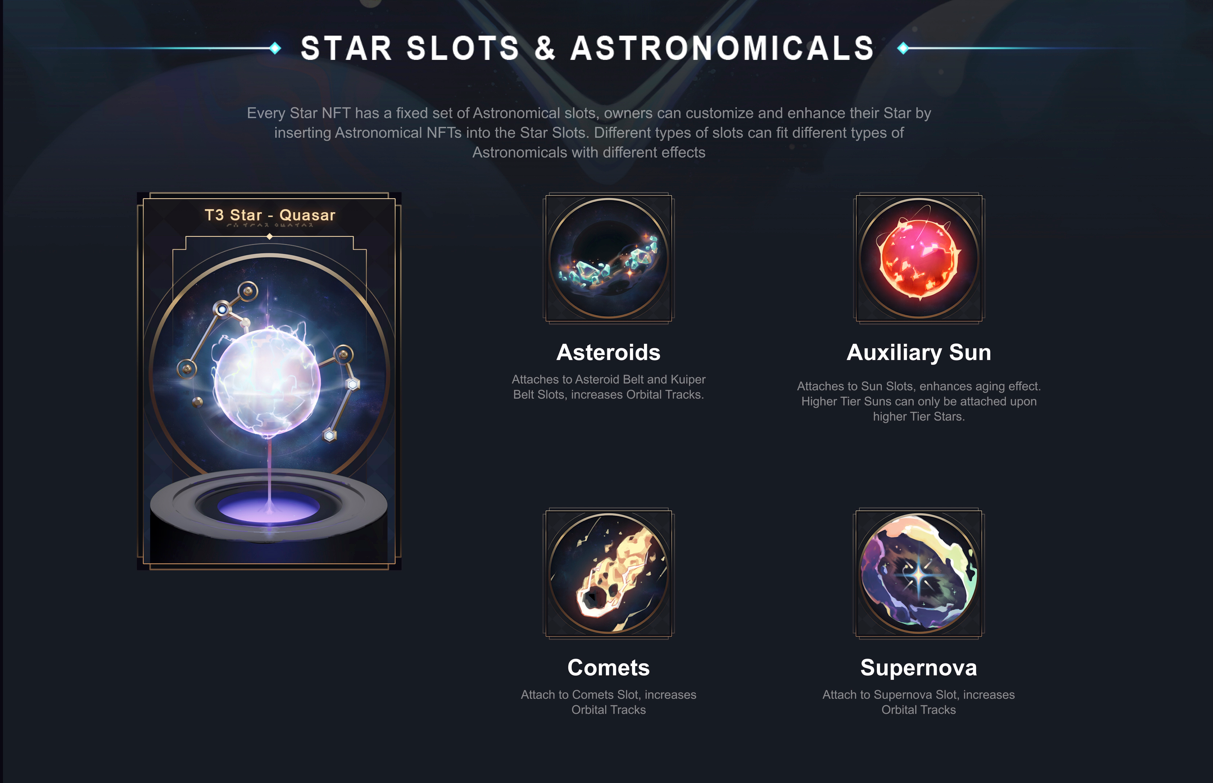 STAR SLOTS & ASTRONOMICALS
Every Star NFT has a fixed set of Astronomical slots, owners can customize and enhance their Star by
inserting Astronomical NFTs into the Star Slots. Different types of slots can fit different types of
Astronomicals with different effects
T3 Star - Quasar
Asteroids
Attaches to Asteroid Belt and Kuiper
Belt Slots, increases Orbital Tracks.
Auxiliary Sun
Attaches to Sun Slots, enhances aging effect.
Higher Tier Suns can only be attached upon
higher Tier Stars.
Comets
Attach to Comets Slot, increases
Orbital Tracks
Supernova
Attach to Supernova Slot, increases
Orbital Tracks